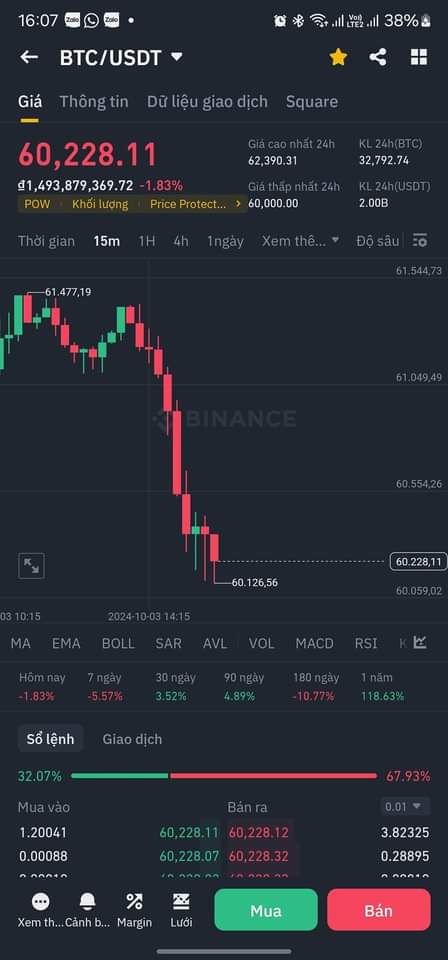 16:07 Zalo Zalo Vo)) LTE2 38%
BTC/USDT
Giá Thông tin Dữ liệu giao dịch Square
60,228.11
₫1,493,879,369.72 -1.83%
POW Khối lượng Price Protect...
Giá cao nhất 24h KL 24h(BTC)
62,390.31 32,792.74
Giá thấp nhất 24h KL 24h(USDT)
60,000.00 2.00B
Thời gian 15m 1H 4h 1ngày Xem thê... Độ sâu
61.544,73
61.477,19
61.049,49
BINANCE
60.554,26
60.228,11
60.126,56
60.059,02
03 10:15 2024-10-03 14:15
MA EMA BOLL SAR AVL VOL MACD RSI K
Hôm nay 7 ngày 30 ngày 90 ngày 180 ngày 1 năm
-1.83% -5.57% 3.52% 4.89% -10.77% 118.63%
Sổ lệnh Giao dịch
32.07% 67.93%
Mua vào Bán ra 0.01
1.20041 60,228.11 60,228.12 3.82325
0.00088 60,228.07 60,228.32 0.28895
Xem th... Cảnh b... Margin Lưới Mua Bán